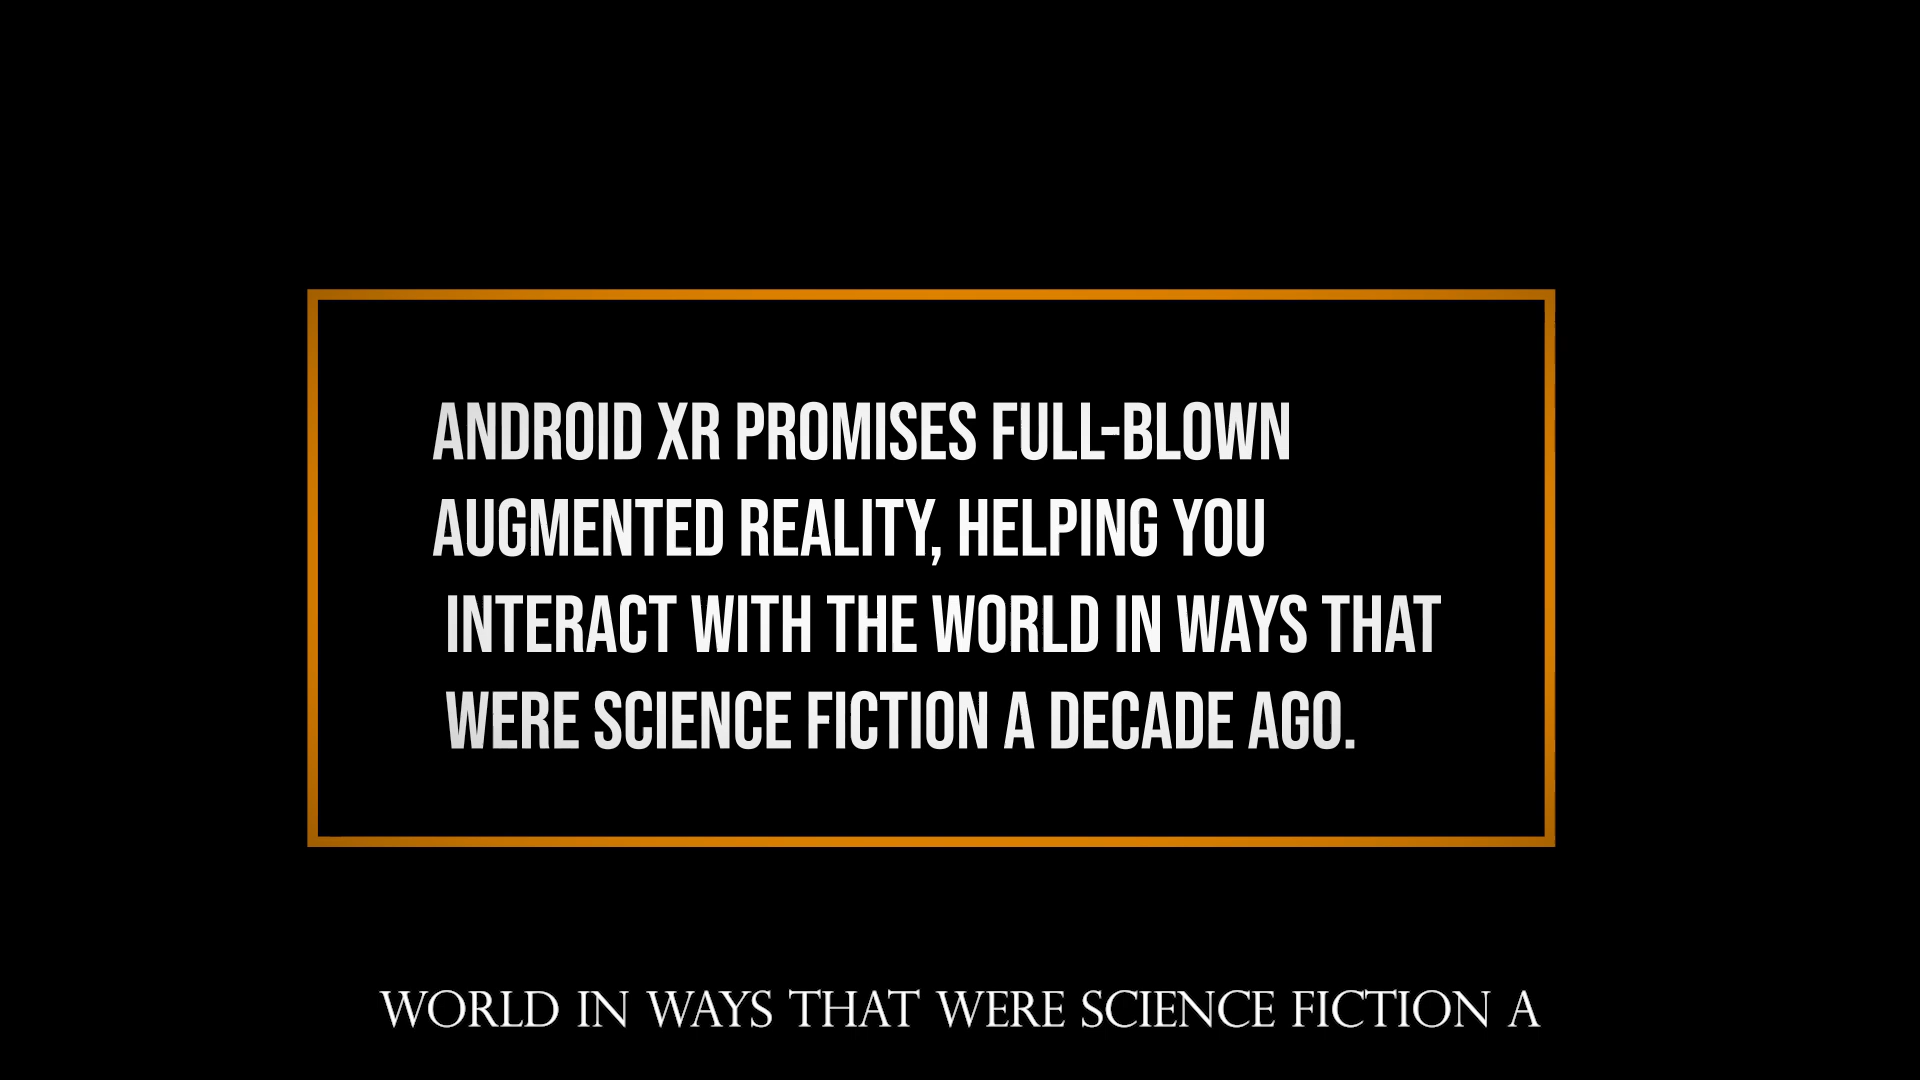 ANDROID XR PROMISES FULL-BLOWN
AUGMENTED REALITY, HELPING YOU
INTERACT WITH THE WORLD IN WAYS THAT
WERE SCIENCE FICTION A DECADE AGO.
WORLD IN WAYS THAT WERE SCIENCE FICTION A